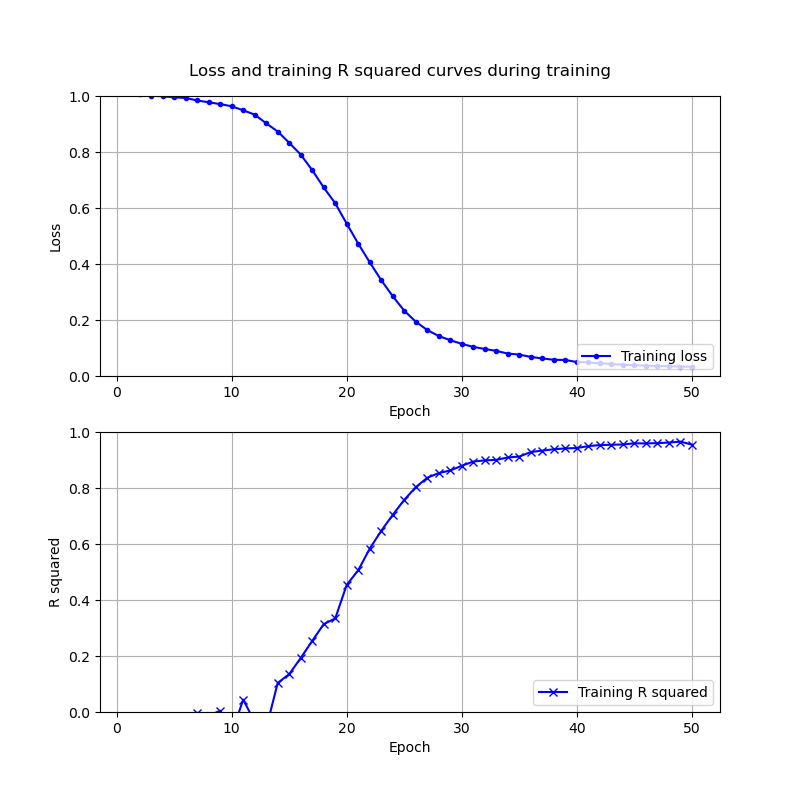 Loss and training R squared curves during training
1.0
0.8
0.6
0.4
0.2
0.0
Loss
0 10 20 30 40 50
Epoch
Training loss
1.0
0.8
0.6
0.4
0.2
0.0
R squared
0 10 20 30 40 50
Epoch
Training R squared